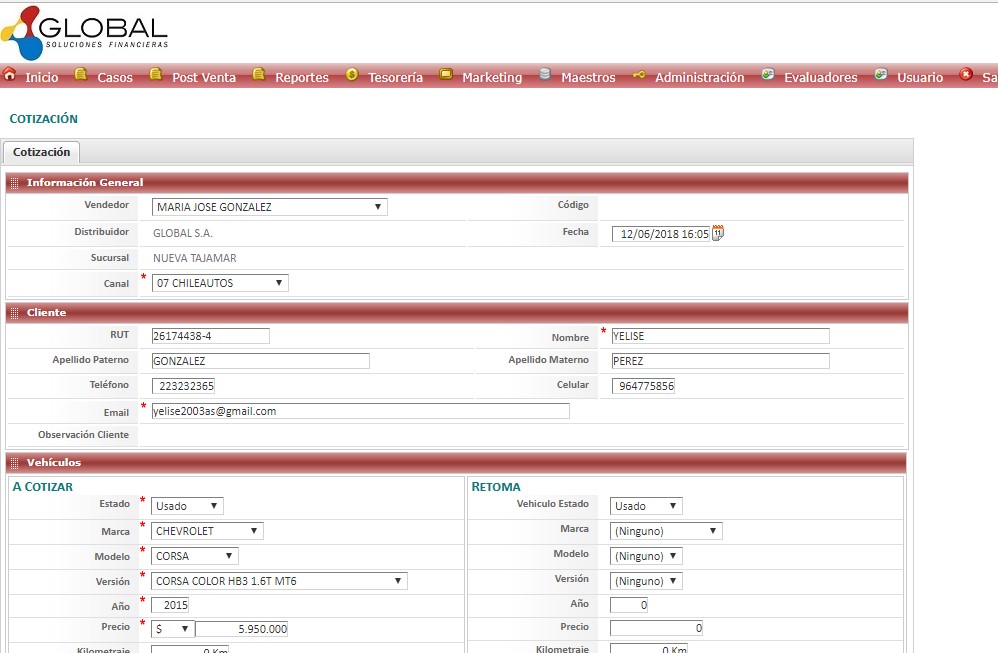 GLOBAL
SOLUCIONES FINANCIERAS
Inicio Casos Post Venta Reportes Tesorería Marketing Maestros Administración Evaluadores Usuario Sa
COTIZACIÓN
Cotización
Información General
Vendedor MARIA JOSE GONZALEZ Código
Distribuidor GLOBAL S.A. Fecha 12/06/2018 16:05
Sucursal NUEVA TAJAMAR
Canal * 07 CHILEAUTOS
Cliente
RUT 26174438-4 Nombre * YELISE
Apellido Paterno GONZALEZ Apellido Materno PEREZ
Teléfono 223232365 Celular 964775856
Email * yelise2003as@gmail.com
Observación Cliente
Vehículos
A COTIZAR RETOMA
Estado * Usado Vehiculo Estado Usado
Marca * CHEVROLET Marca (Ninguno)
Modelo * CORSA Modelo (Ninguno)
Versión * CORSA COLOR HB3 1.6T MT6 Versión (Ninguno)
Año * 2015 Año 0
Precio * $ 5.950.000 Precio 0
Kilometraje 0 Km Kilometraje 0 Km